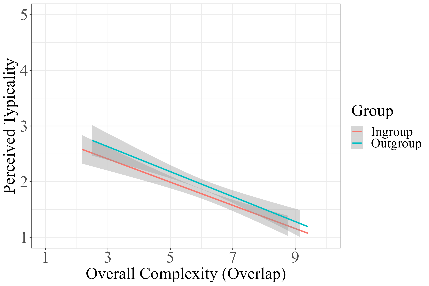 5
4
3
2
1
Perceived Typicality
1 3 5 7 9
Overall Complexity (Overlap)
Group
Ingroup
Outgroup